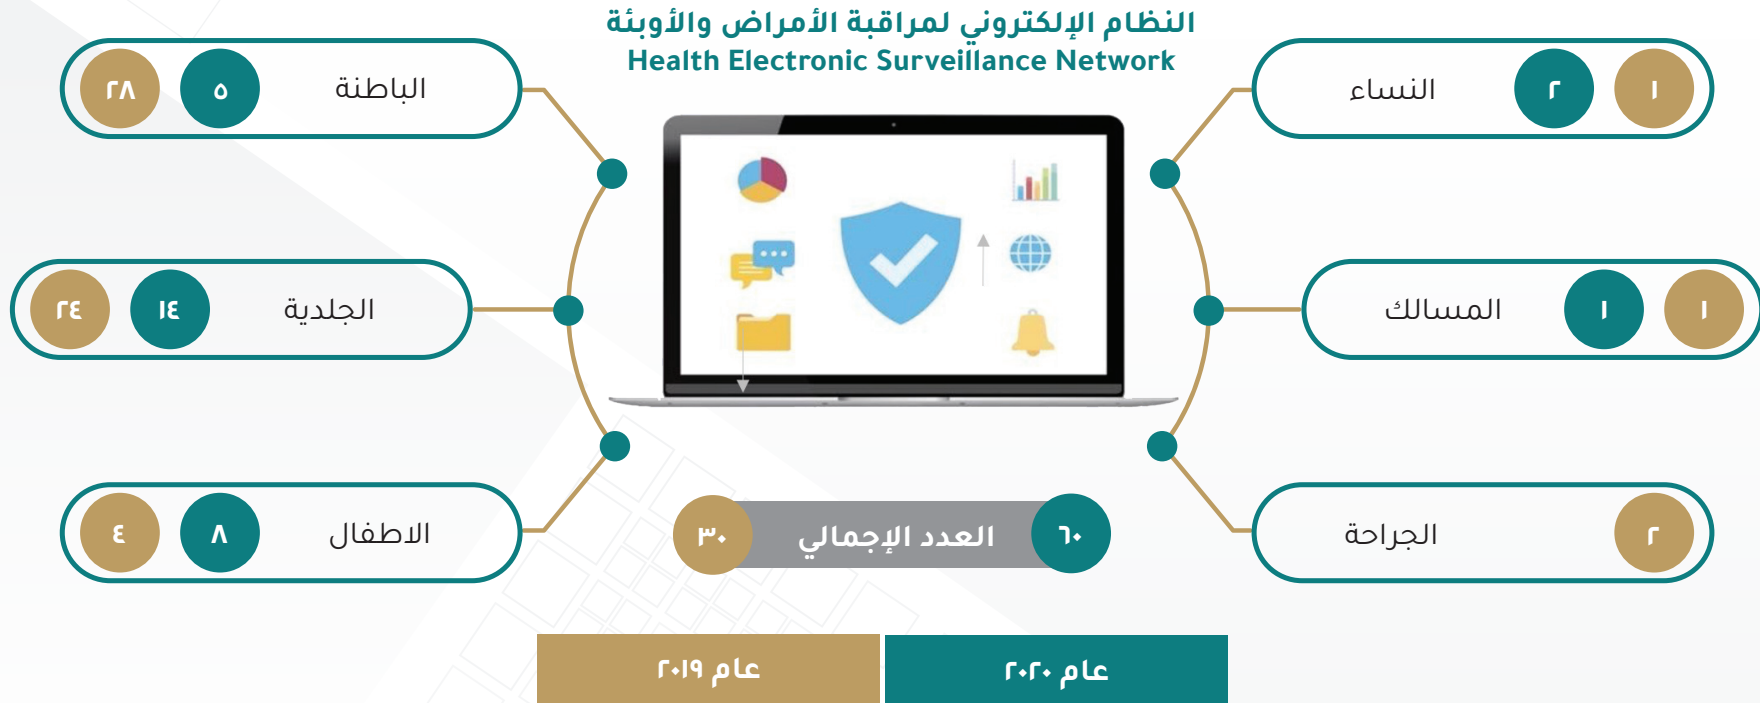 النظام الإلكتروني لمراقبة الأمراض والأوبئة
Health Electronic Surveillance Network
النساء ٢ ١
الباطنة ٥ ٢٨
المسالك ١ ١
الجلدية ١٤ ٢٤
الجراحة ٢
الاطفال ٨ ٤
٦٠ العدد الإجمالي ٣٠
عام ٢٠٢٠
عام ٢٠١٩